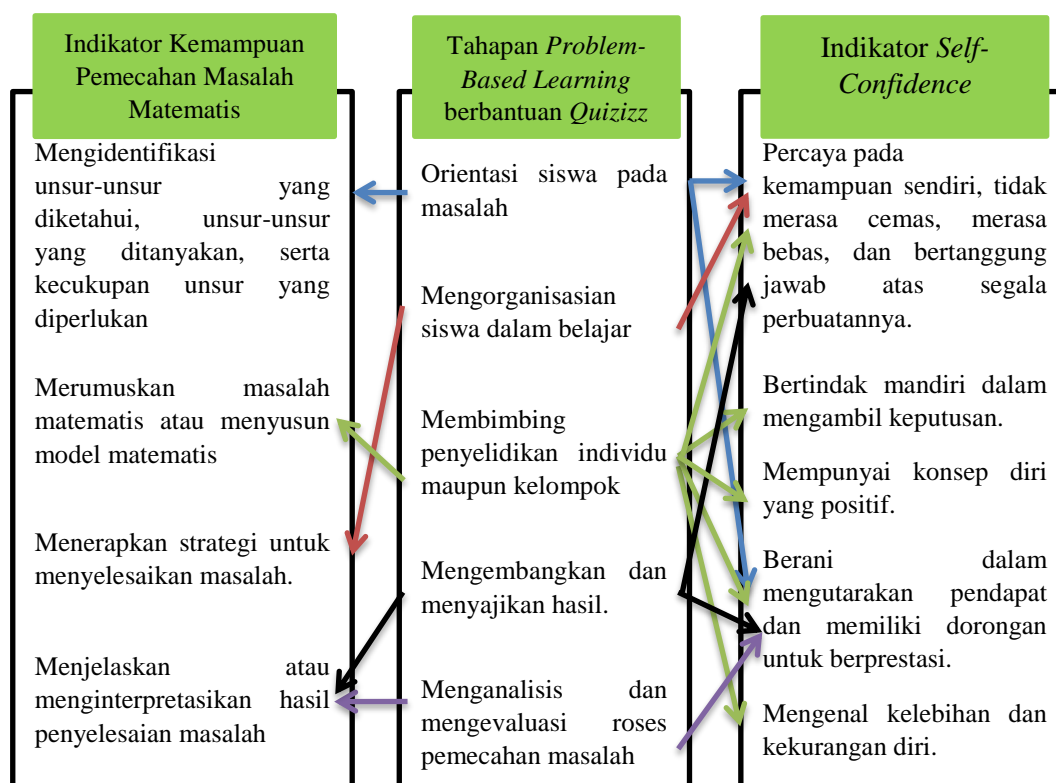 Indikator Kemampuan
Pemecahan Masalah
Matematis
Mengidentifikasi
unsur-unsur yang
diketahui, unsur-unsur
yang ditanyakan, serta
kecukupan unsur yang
diperlukan
Merumuskan masalah
matematis atau menyusun
model matematis
Menerapkan strategi untuk
menyelesaikan masalah.
Menjelaskan atau
menginterpretasikan hasil
penyelesaian masalah
Tahapan Problem-
Based Learning
berbantuan Quizizz
Orientasi siswa pada
masalah
Mengorganisasian
siswa dalam belajar
Membimbing
penyelidikan individu
maupun kelompok
Mengembangkan dan
menyajikan hasil.
Menganalisis dan
mengevaluasi roses
pemecahan masalah
Indikator Self-
Confidence
Percaya pada
kemampuan sendiri, tidak
merasa cemas, merasa
bebas, dan bertanggung
jawab atas segala
perbuatannya.
Bertindak mandiri dalam
mengambil keputusan.
Mempunyai konsep diri
yang positif.
Berani dalam
mengutarakan pendapat
dan memiliki dorongan
untuk berprestasi.
Mengenal kelebihan dan
kekurangan diri.